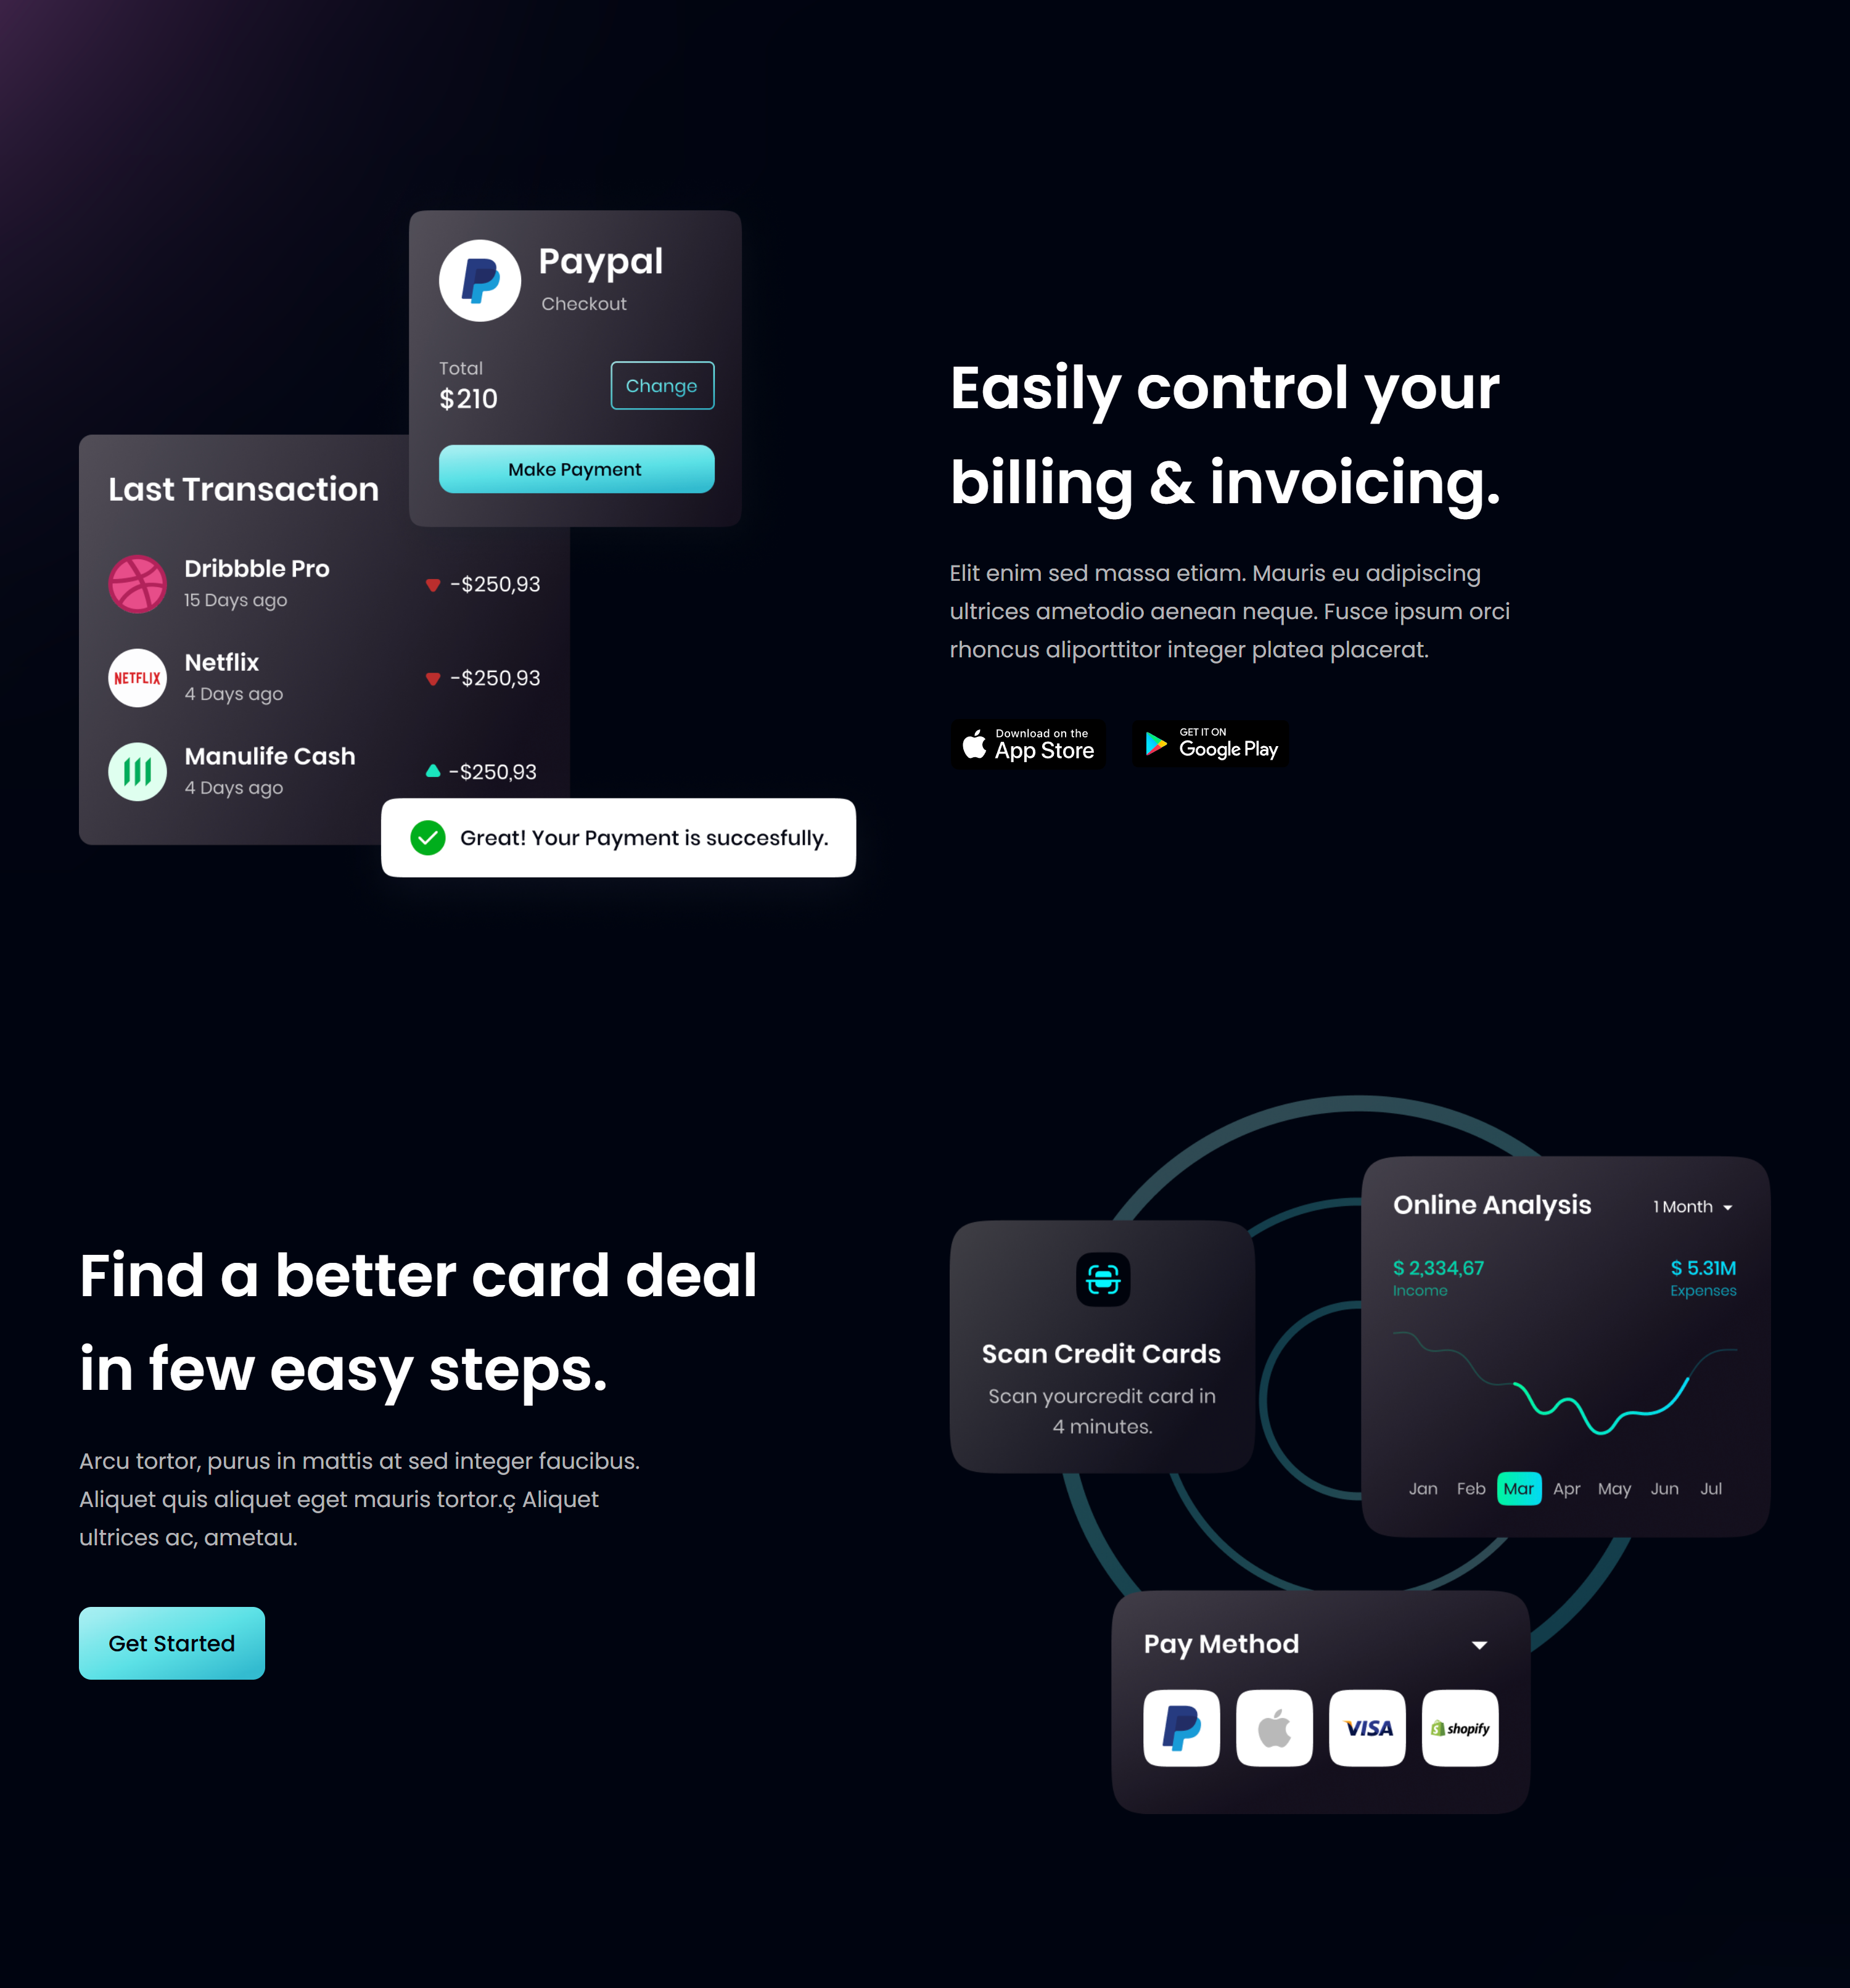 Paypal
Checkout
Total
$210
Change
Make Payment
Last Transaction
Dribbble Pro
15 Days ago
-$250,93
NETFLIX
Netflix
4 Days ago
-$250,93
Manulife Cash
4 Days ago
-$250,93
Great! Your Payment is succesfully.
Easily control your
billing & invoicing.
Elit enim sed massa etiam. Mauris eu adipiscing
ultrices ametodio aenean neque. Fusce ipsum orci
rhoncus aliporttitor integer platea placerat.
Download on the
App Store
GET IT ON
Google Play
Find a better card deal
in few easy steps.
Arcu tortor, purus in mattis at sed integer faucibus.
Aliquet quis aliquet eget mauris tortor.ç Aliquet
ultrices ac, ametau.
Get Started
Scan Credit Cards
Scan yourcredit card in
4 minutes.
Online Analysis
1 Month
$ 2,334,67
Income
$ 5.31M
Expenses
Jan Feb Mar Apr May Jun Jul
Pay Method
VISA
shopify